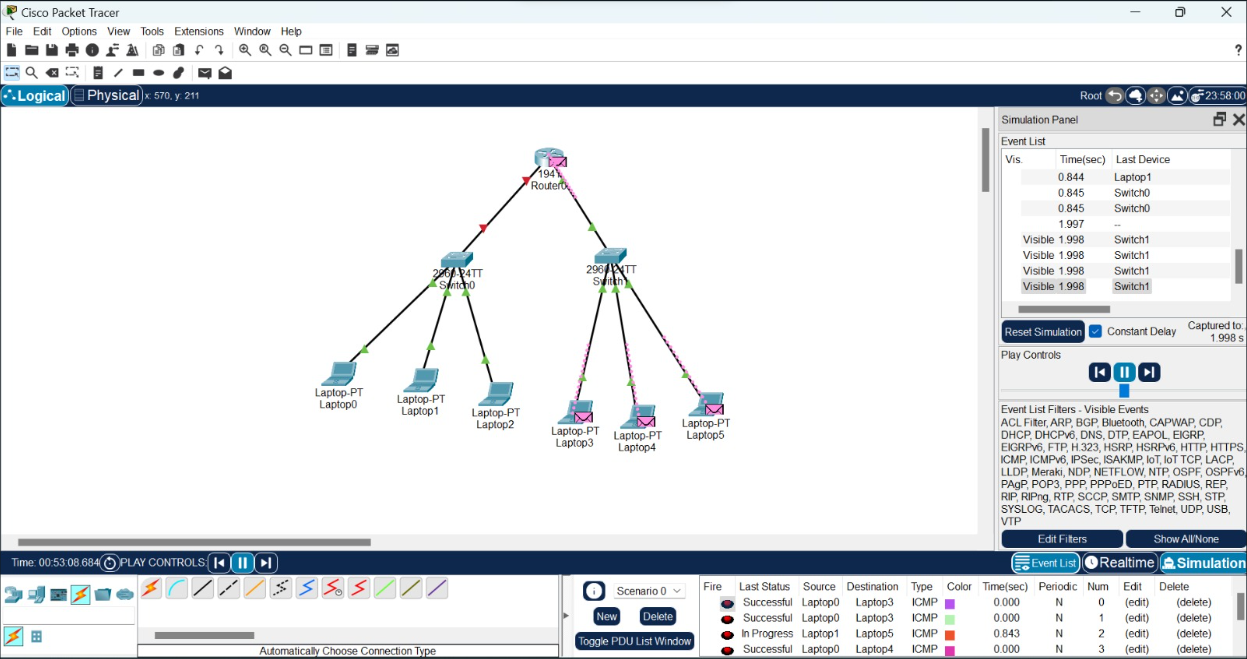 Cisco Packet Tracer
File Edit Options View Tools Extensions Window Help
?
Logical Physical x: 570, y: 211 Root 23:58:00
Simulation Panel
Event List
Vis. Time(sec) Last Device
0.844 Laptop1
0.845 Switch0
0.845 Switch0
1.997 --
Visible 1.998 Switch1
Visible 1.998 Switch1
Visible 1.998 Switch1
Visible 1.998 Switch1
Reset Simulation Constant Delay Captured to:
1.998 s
Play Controls
Event List Filters - Visible Events
ACL Filter, ARP, BGP, Bluetooth, CAPWAP, CDP,
DHCP, DHCPv6, DNS, DTP, EAPOL, EIGRP,
EIGRPv6, FTP, H.323, HSRP, HSRPv6, HTTP, HTTPS,
ICMP, ICMPv6, IPSec, ISAKMP, IoT, IoT TCP, LACP,
LLDP, Meraki, NDP, NETFLOW, NTP, OSPF, OSPFv6,
PAgP, POP3, PPP, PPPoED, PTP, RADIUS, REP,
RIP, RIPng, RTP, SCCP, SMTP, SNMP, SSH, STP,
SYSLOG, TACACS, TCP, TFTP, Telnet, UDP, USB,
VTP
Edit Filters Show All/None
1941
Router0
2960-24TT
Switch0
2960-24TT
Switch1
Laptop-PT
Laptop0
Laptop-PT
Laptop1
Laptop-PT
Laptop2
Laptop-PT
Laptop3
Laptop-PT
Laptop4
Laptop-PT
Laptop5
Time: 00:53:08.684 PLAY CONTROLS: Event List Realtime Simulation
Automatically Choose Connection Type
Scenario 0
New Delete
Toggle PDU List Window
Fire Last Status Source Destination Type Color Time(sec) Periodic Num Edit Delete
Successful Laptop0 Laptop3 ICMP 0.000 N 0 (edit) (delete)
Successful Laptop0 Laptop3 ICMP 0.000 N 1 (edit) (delete)
In Progress Laptop1 Laptop5 ICMP 0.843 N 2 (edit) (delete)
Successful Laptop0 Laptop4 ICMP 0.000 N 3 (edit) (delete)